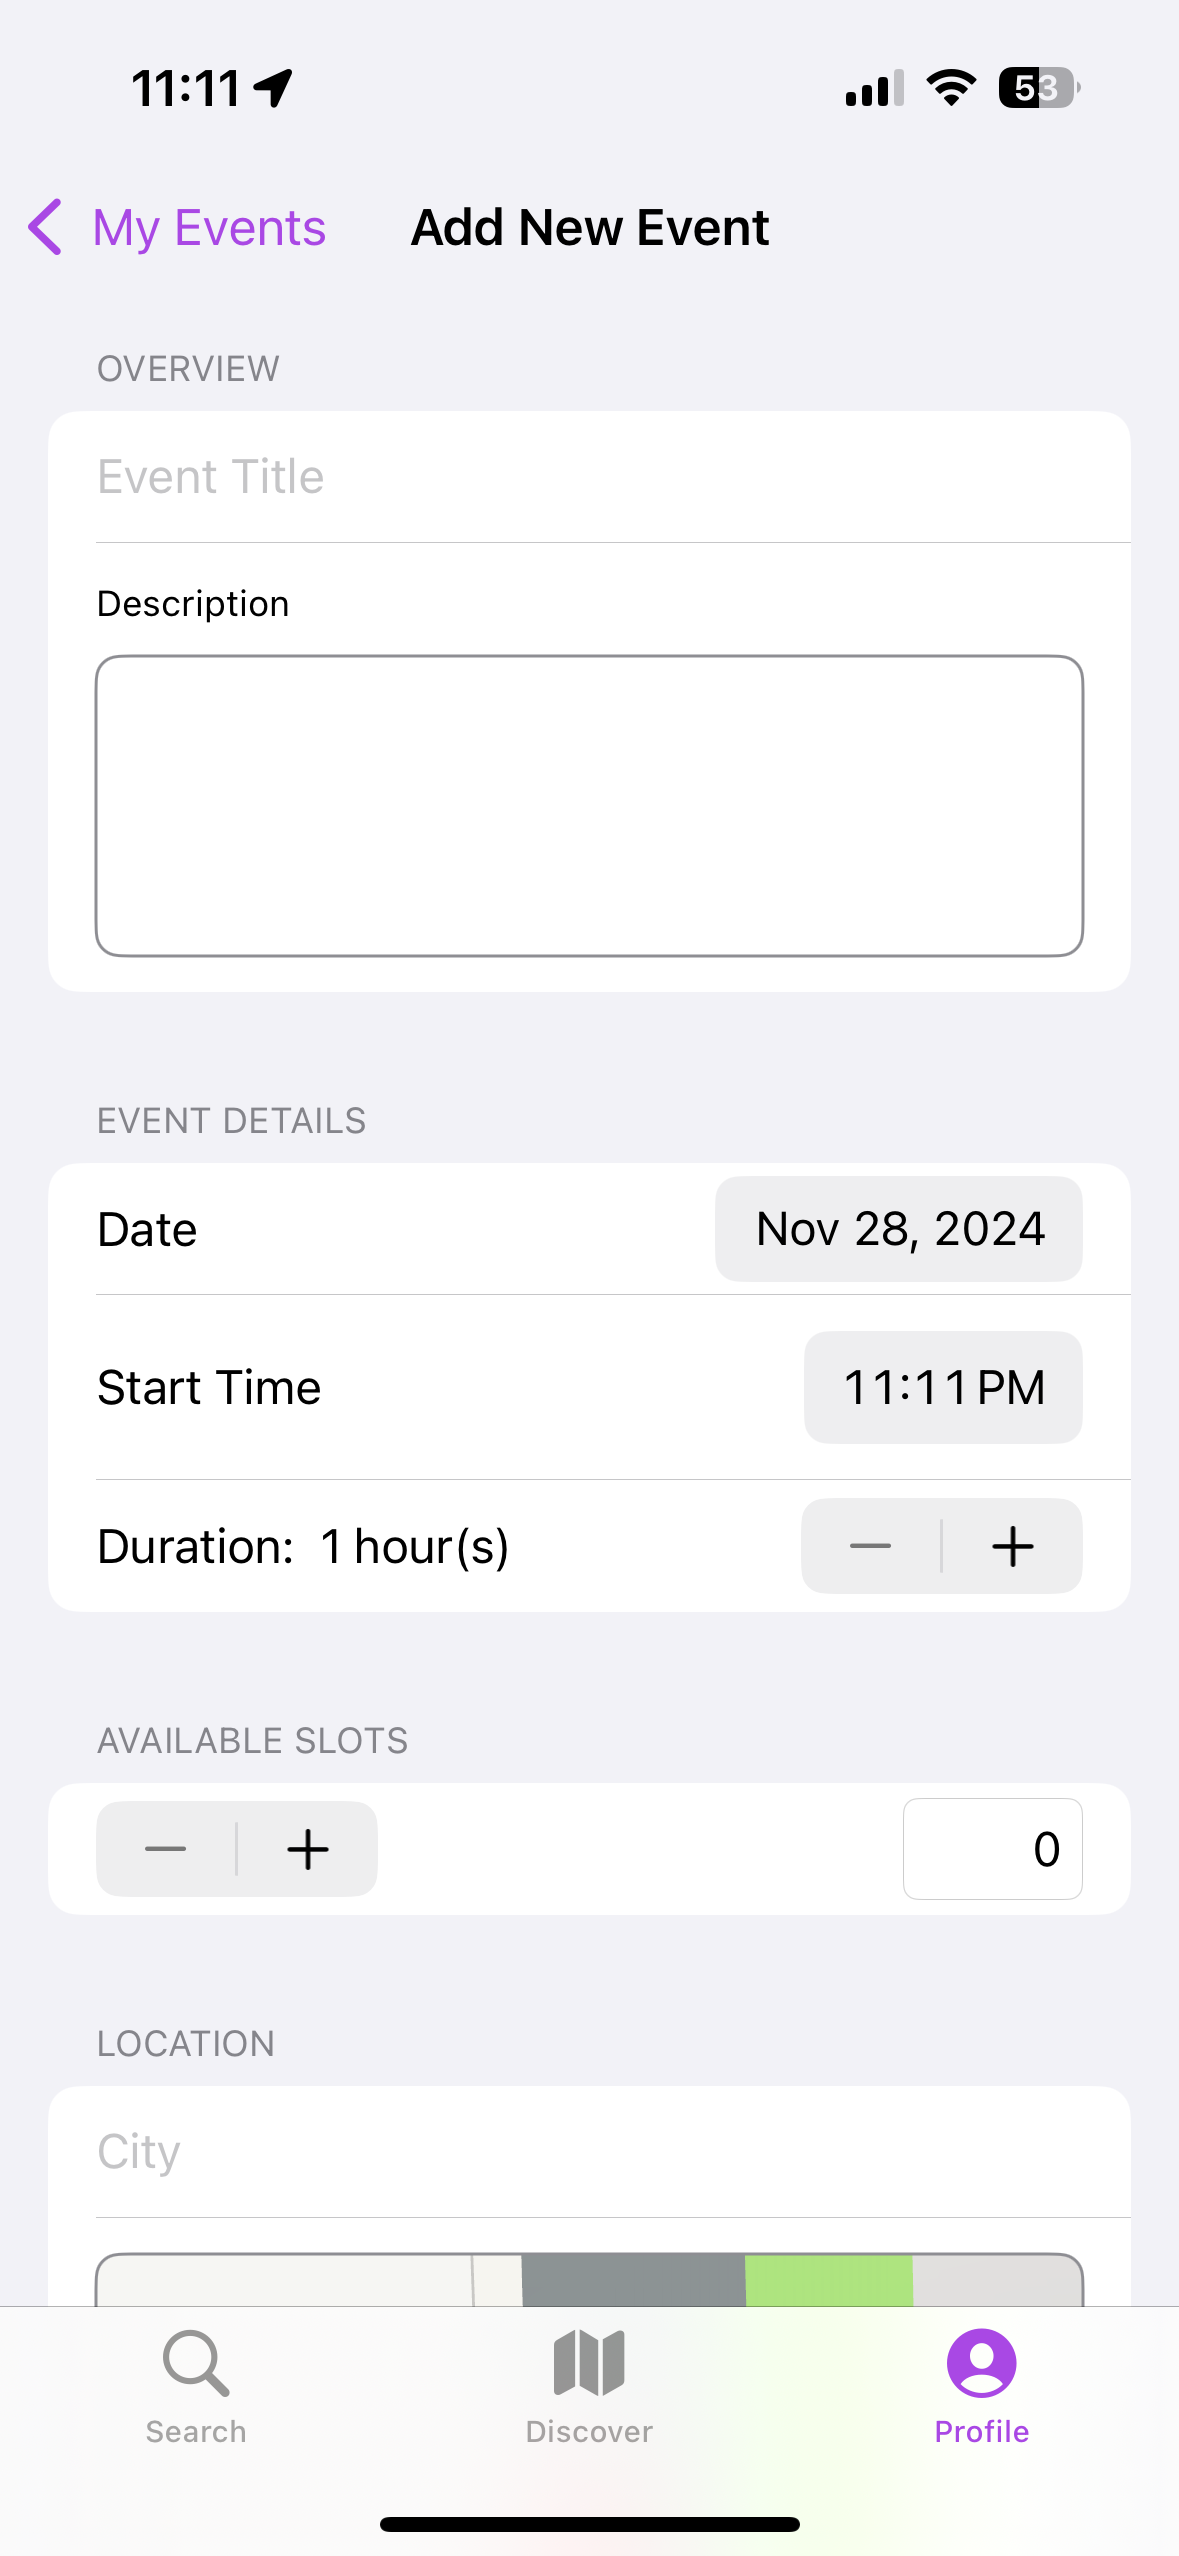 11:11
53
My Events
Add New Event
OVERVIEW
Event Title
Description
EVENT DETAILS
Date
Nov 28, 2024
Start Time
11:11 PM
Duration: 1 hour(s)
AVAILABLE SLOTS
0
LOCATION
City
Search
Discover
Profile